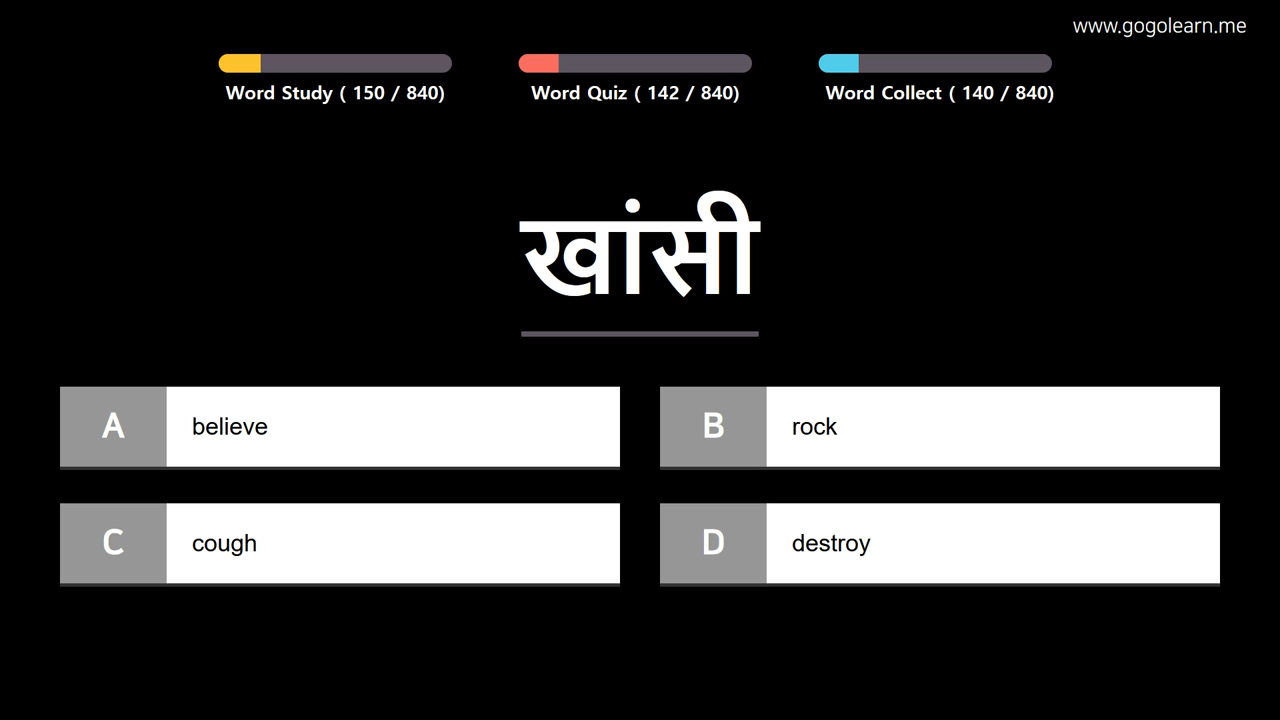 www.gogolearn.me
Word Study ( 150 / 840)
Word Quiz ( 142 / 840)
Word Collect ( 140 / 840)
खांसी
A believe
B rock
C cough
D destroy